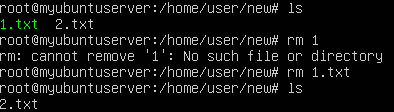 root@myubuntuserver:/home/user/new# ls
1.txt  2.txt
root@myubuntuserver:/home/user/new# rm 1
rm: cannot remove '1': No such file or directory
root@myubuntuserver:/home/user/new# rm 1.txt
root@myubuntuserver:/home/user/new# ls
2.txt